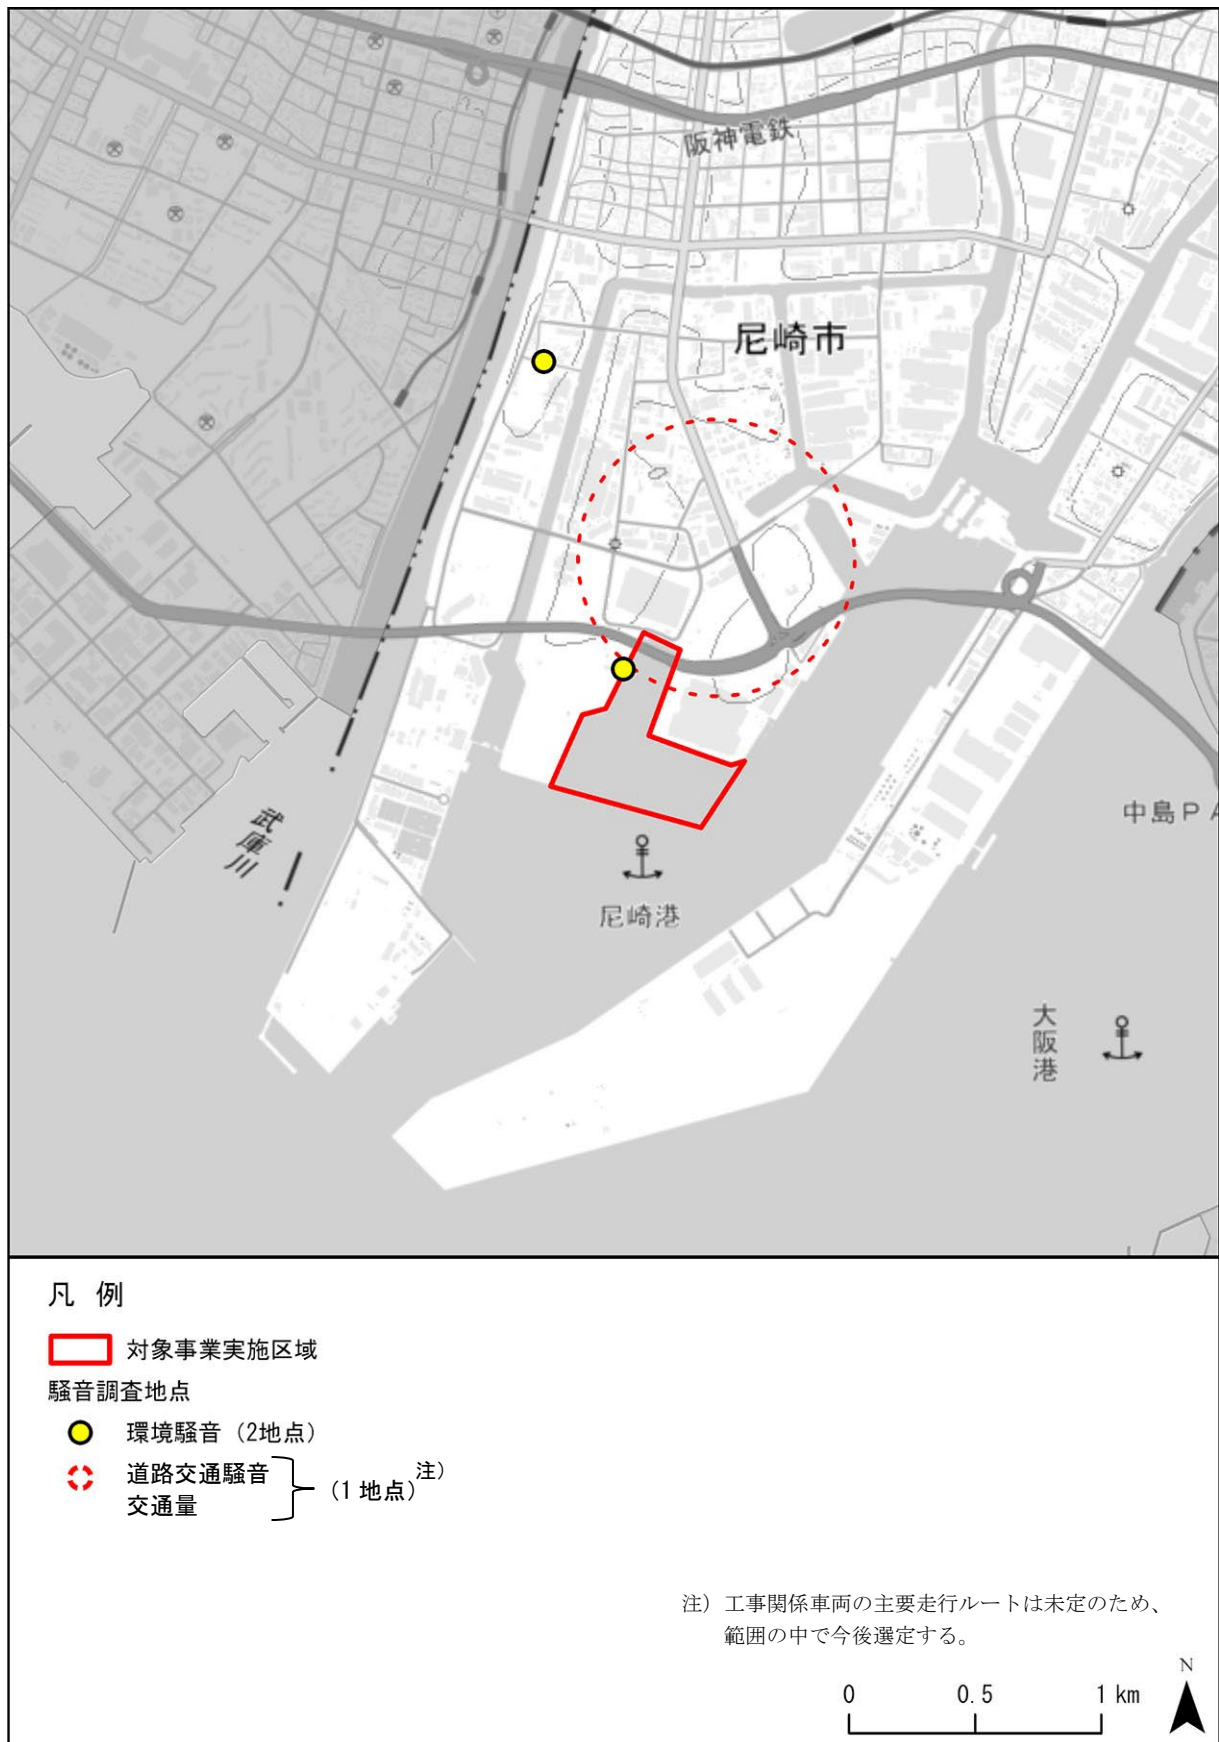 阪神電鉄
尼崎市
中島PA
武庫川
尼崎港
大阪港
凡 例
対象事業実施区域
騒音調査地点
環境騒音（2地点）
道路交通騒音
交通量
（1 地点）注）
注）工事関係車両の主要走行ルートは未定のため、
範囲の中で今後選定する。
N
0 0.5 1 km